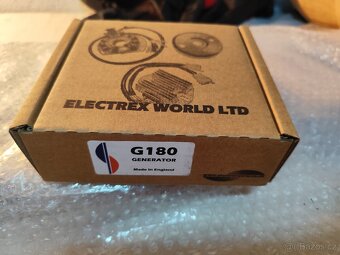 ELECTREX WORLD LTD
G180
GENERATOR
Made in England